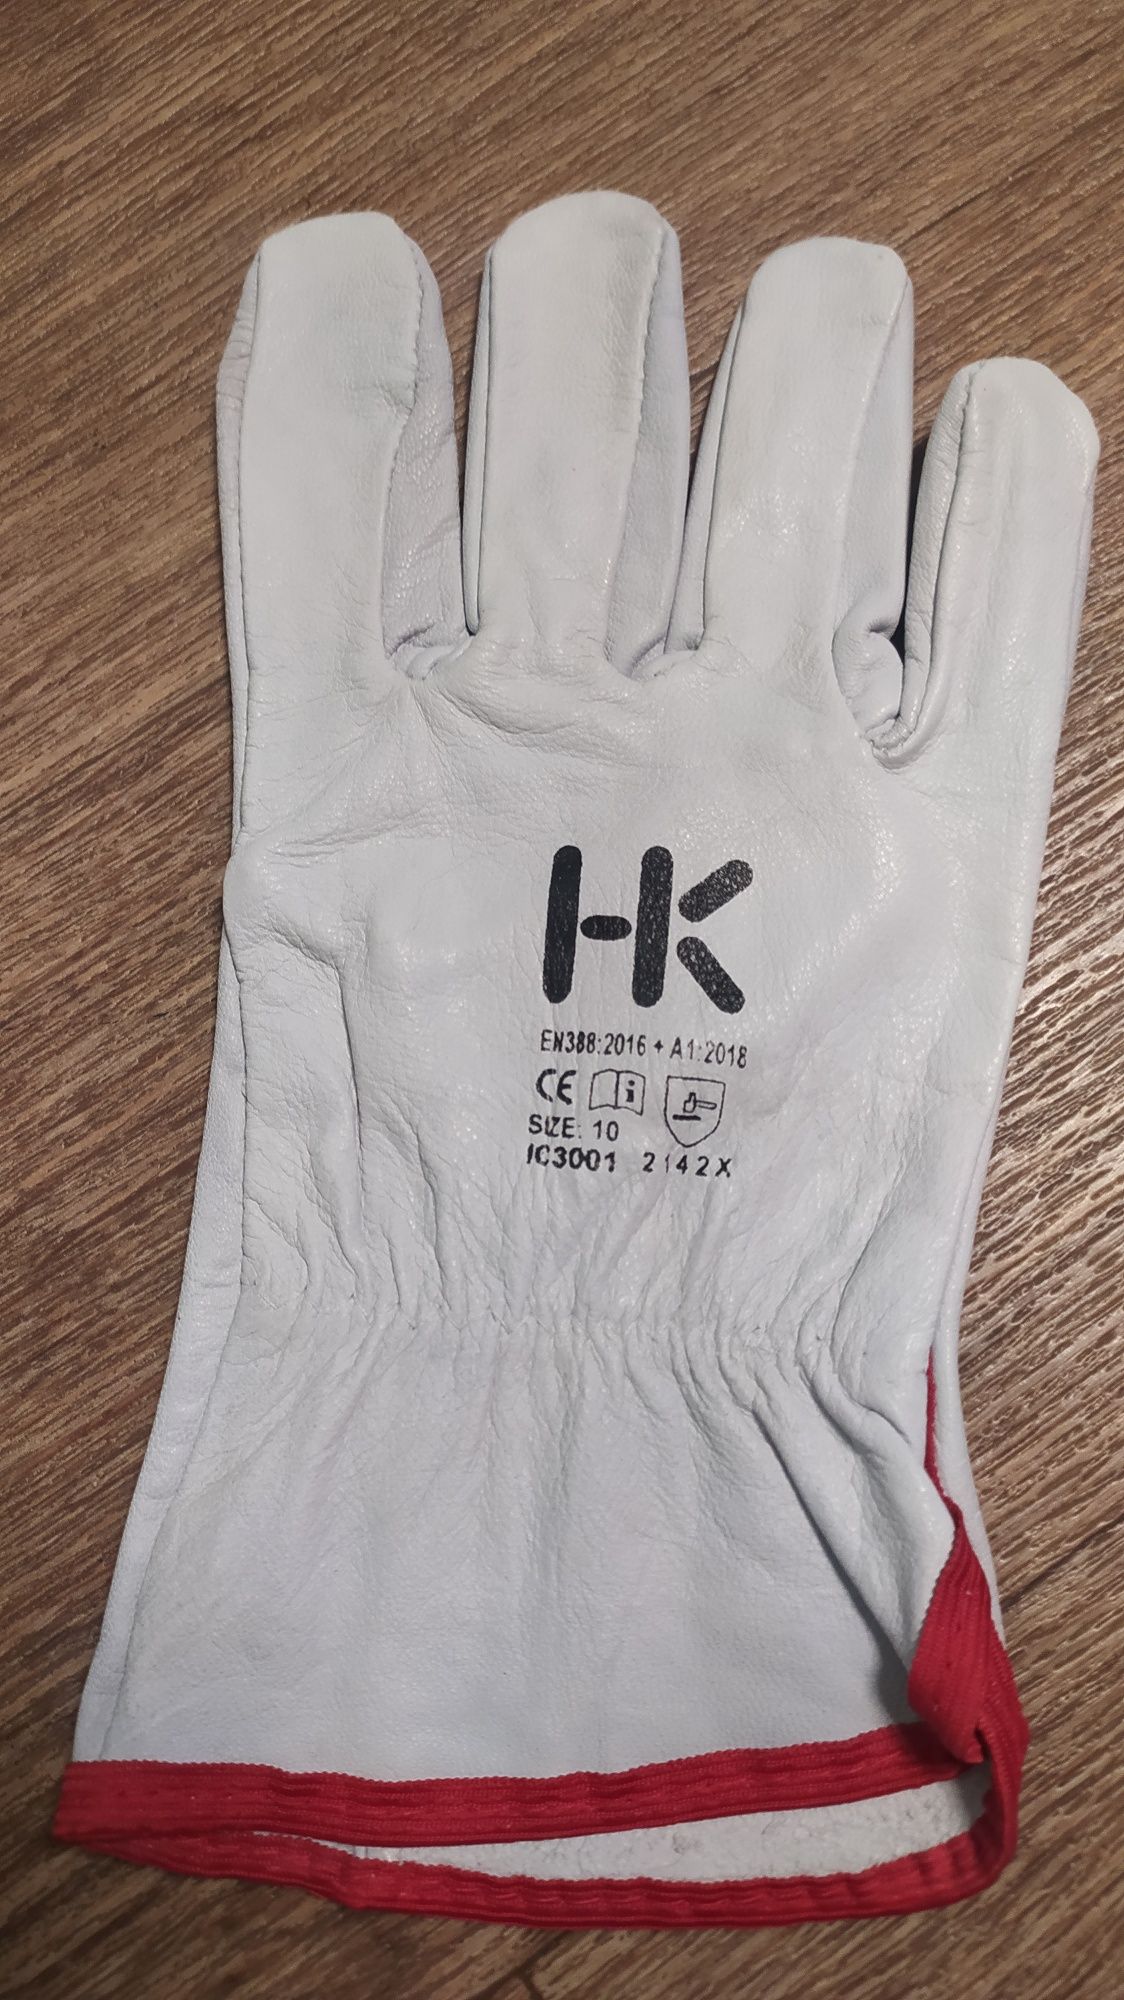 HK
EN388:2016 + A1:2018
CE i
SIZE: 10
IC3001 2142X